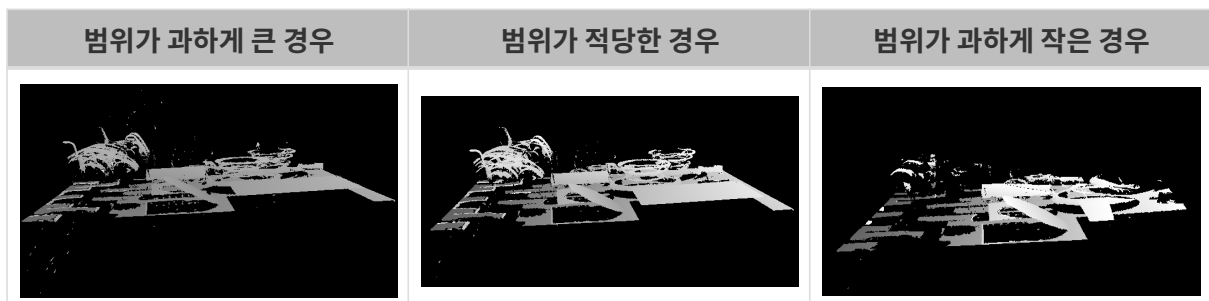 범위가 과하게 큰 경우
범위가 적당한 경우
범위가 과하게 작은 경우